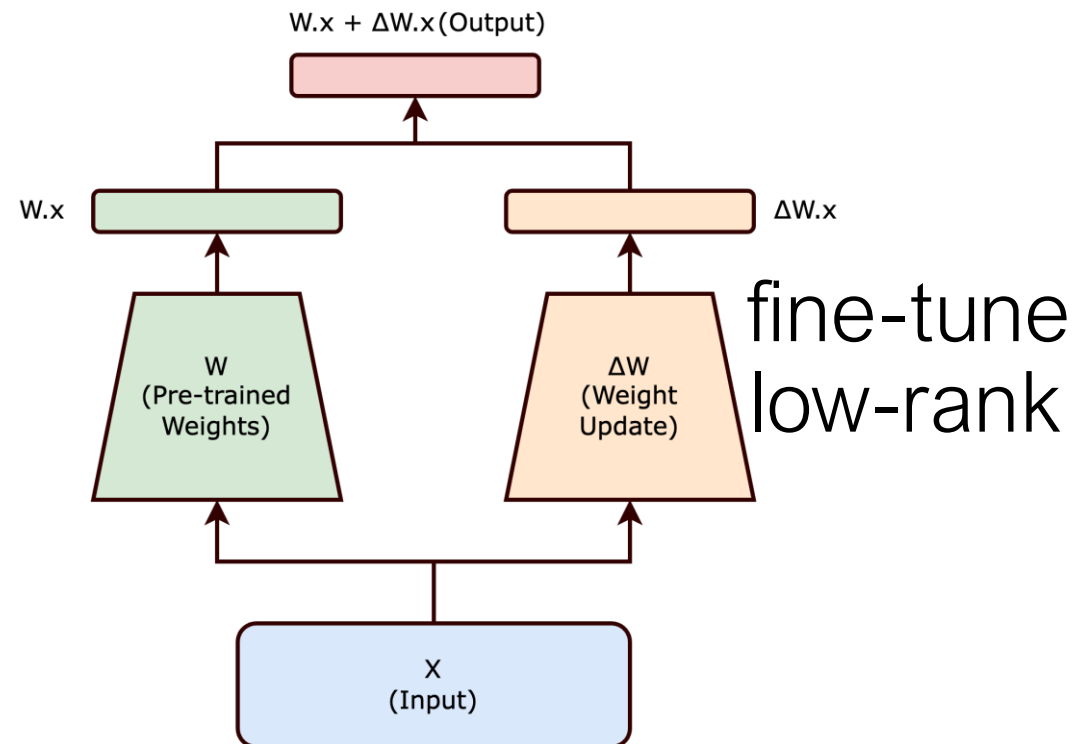 W.x + ΔW.x(Output)
W.x
ΔW.x
W
(Pre-trained
Weights)
ΔW
(Weight
Update)
fine-tune
low-rank
X
(Input)